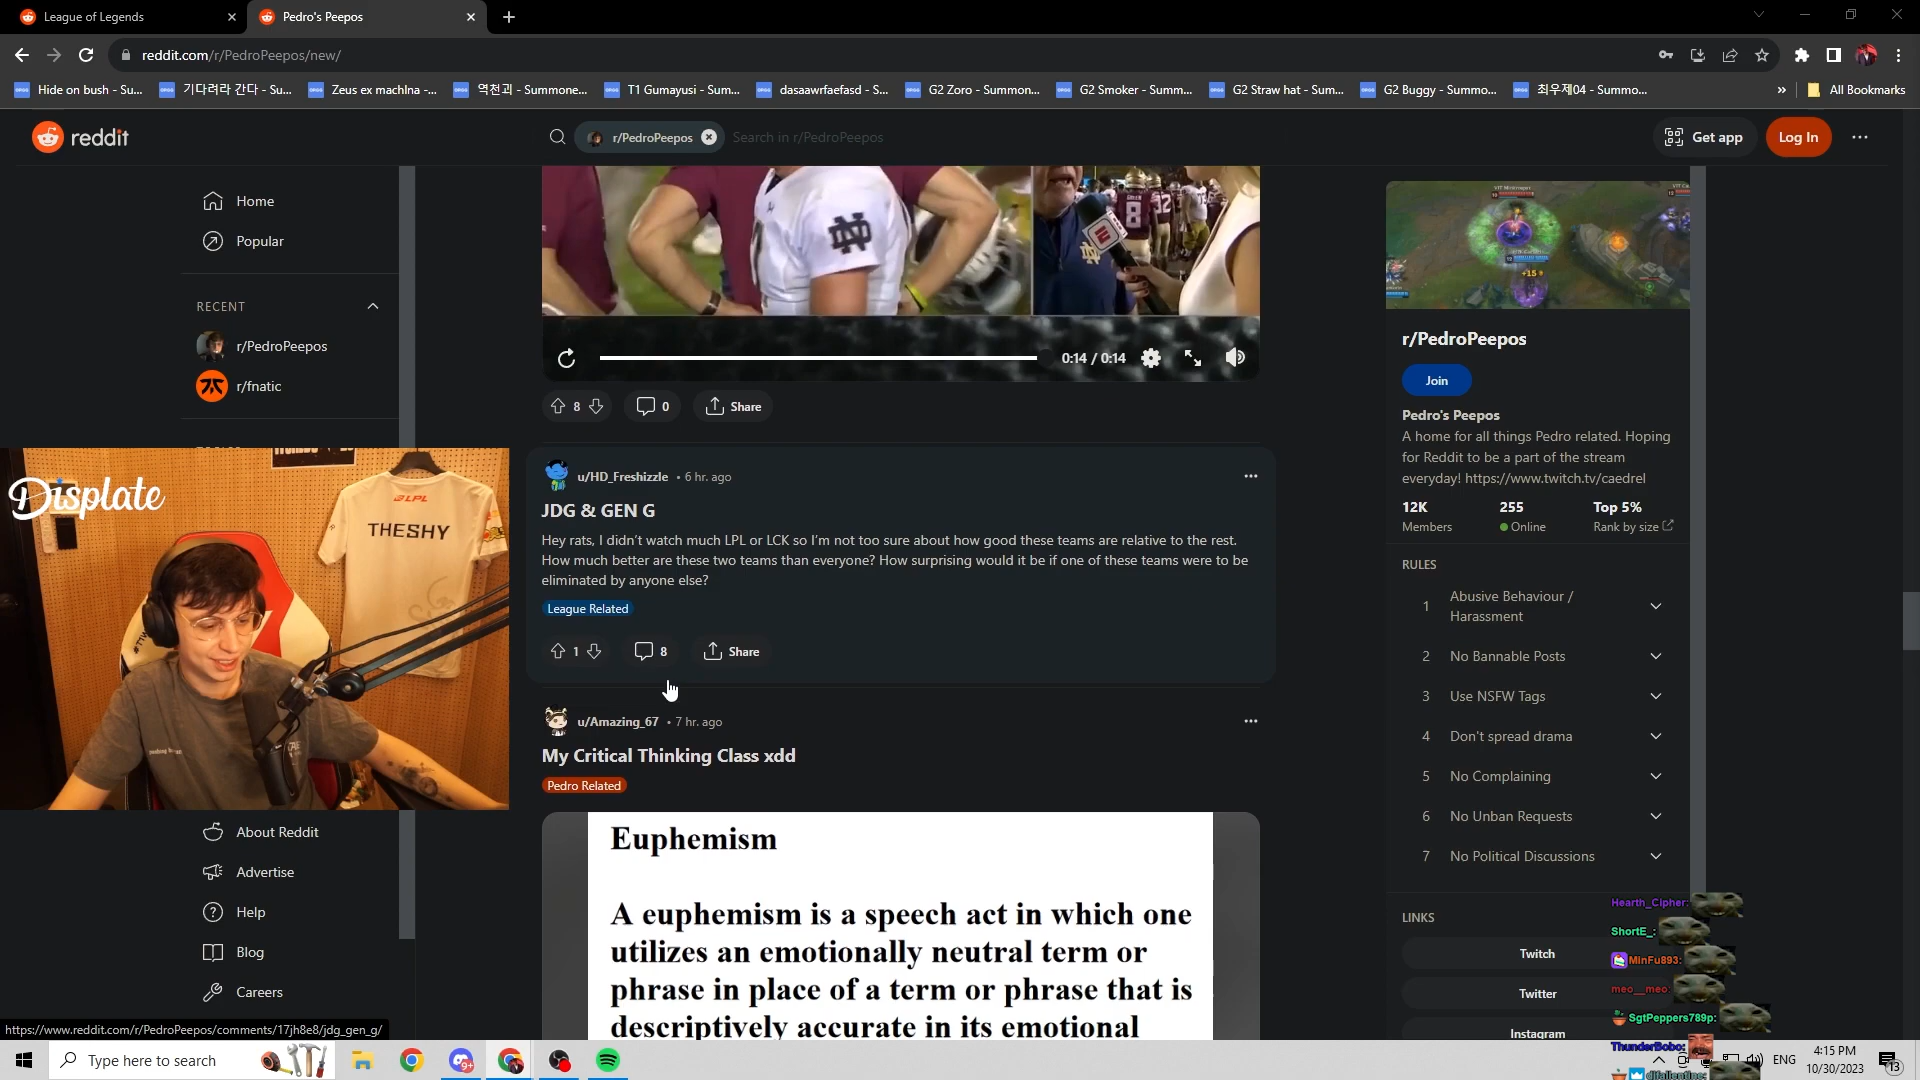 League of Legends
Pedro's Peepos
reddit.com/r/PedroPeepos/new/
Hide on bush - Su...
기다려라 간다 - Su...
Zeus ex machIna -...
역천괴 - Summone...
T1 Gumayusi - Sum...
dasaawrfaefasd - S...
G2 Zoro - Summon...
G2 Smoker - Summ...
G2 Straw hat - Sum...
G2 Buggy - Summo...
최우제04 - Summo...
»
All Bookmarks
reddit
r/PedroPeepos
Search in r/PedroPeepos
Get app
Log In
Home
Popular
RECENT
r/PedroPeepos
r/fnatic
Displate
LPL
THESHY
About Reddit
Advertise
Help
Blog
Careers
https://www.reddit.com/r/PedroPeepos/comments/17jh8e8/jdg_gen_g/
0:14 / 0:14
8
0
Share
u/HD_Freshizzle • 6 hr. ago
JDG & GEN G
Hey rats, I didn't watch much LPL or LCK so I'm not too sure about how good these teams are relative to the rest.
How much better are these two teams than everyone? How surprising would it be if one of these teams were to be
eliminated by anyone else?
League Related
1
8
Share
u/Amazing_67 • 7 hr. ago
My Critical Thinking Class xdd
Pedro Related
Euphemism
A euphemism is a speech act in which one
utilizes an emotionally neutral term or
phrase in place of a term or phrase that is
descriptively accurate in its emotional
+15
r/PedroPeepos
Join
Pedro's Peepos
A home for all things Pedro related. Hoping
for Reddit to be a part of the stream
everyday! https://www.twitch.tv/caedrel
12K
255
Top 5%
Members
Online
Rank by size
RULES
1 Abusive Behaviour /
Harassment
2 No Bannable Posts
3 Use NSFW Tags
4 Don't spread drama
5 No Complaining
6 No Unban Requests
7 No Political Discussions
LINKS
Twitch
Twitter
Instagram
Hearth_Cipher:
ShortE_:
MinFu893:
meo__meo:
SgtPeppers789p:
ThunderBobo:
Type here to search
9+
ENG
4:15 PM
10/30/2023
13